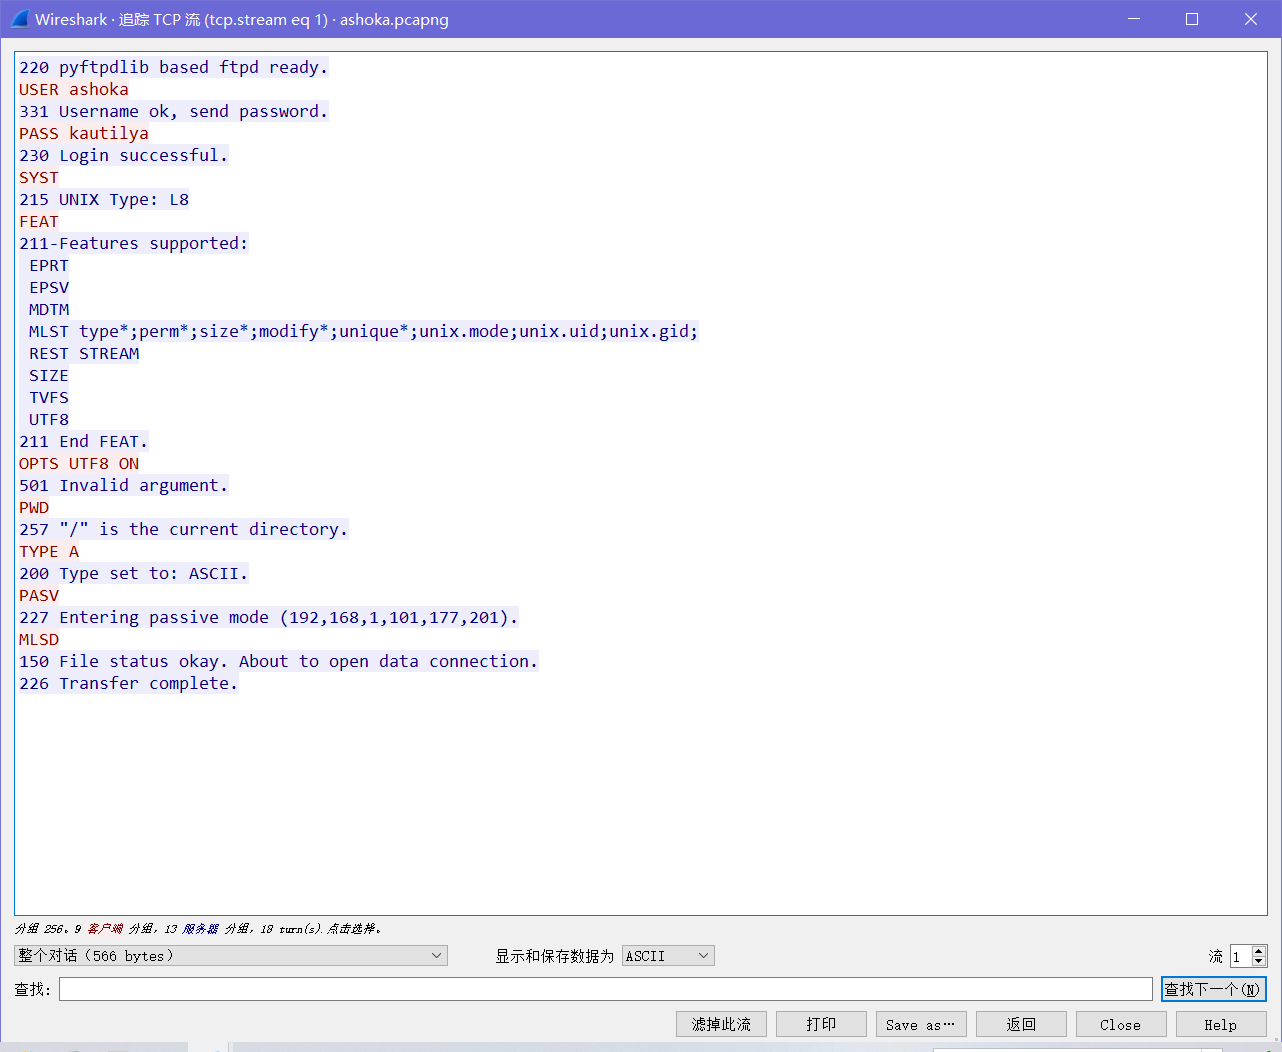 Wireshark · 追踪 TCP 流 (tcp.stream eq 1) · ashoka.pcapng
220 pyftpdlib based ftpd ready.
USER ashoka
331 Username ok, send password.
PASS kautilya
230 Login successful.
SYST
215 UNIX Type: L8
FEAT
211-Features supported:
 EPRT
 EPSV
 MDTM
 MLST type*;perm*;size*;modify*;unique*;unix.mode;unix.uid;unix.gid;
 REST STREAM
 SIZE
 TVFS
 UTF8
211 End FEAT.
OPTS UTF8 ON
501 Invalid argument.
PWD
257 "/" is the current directory.
TYPE A
200 Type set to: ASCII.
PASV
227 Entering passive mode (192,168,1,101,177,201).
MLSD
150 File status okay. About to open data connection.
226 Transfer complete.
分组 256。9 客户端 分组, 13 服务器 分组, 18 turn(s).点击选择。
整个对话（566 bytes） 显示和保存数据为 ASCII 流 1
查找: 查找下一个(N)
滤掉此流 打印 Save as… 返回 Close Help